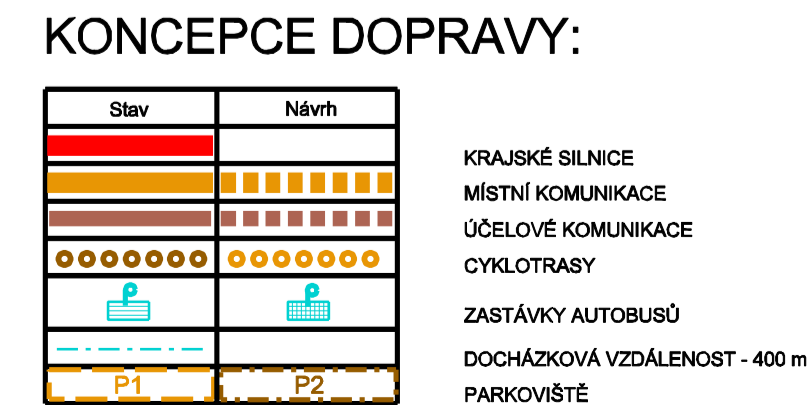 KONCEPCE DOPRAVY:
Stav Návrh
KRAJSKÉ SILNICE
MÍSTNÍ KOMUNIKACE
ÚČELOVÉ KOMUNIKACE
CYKLOTRASY
ZASTÁVKY AUTOBUSŮ
DOCHÁZKOVÁ VZDÁLENOST - 400 m
P1 P2 PARKOVIŠTĚ